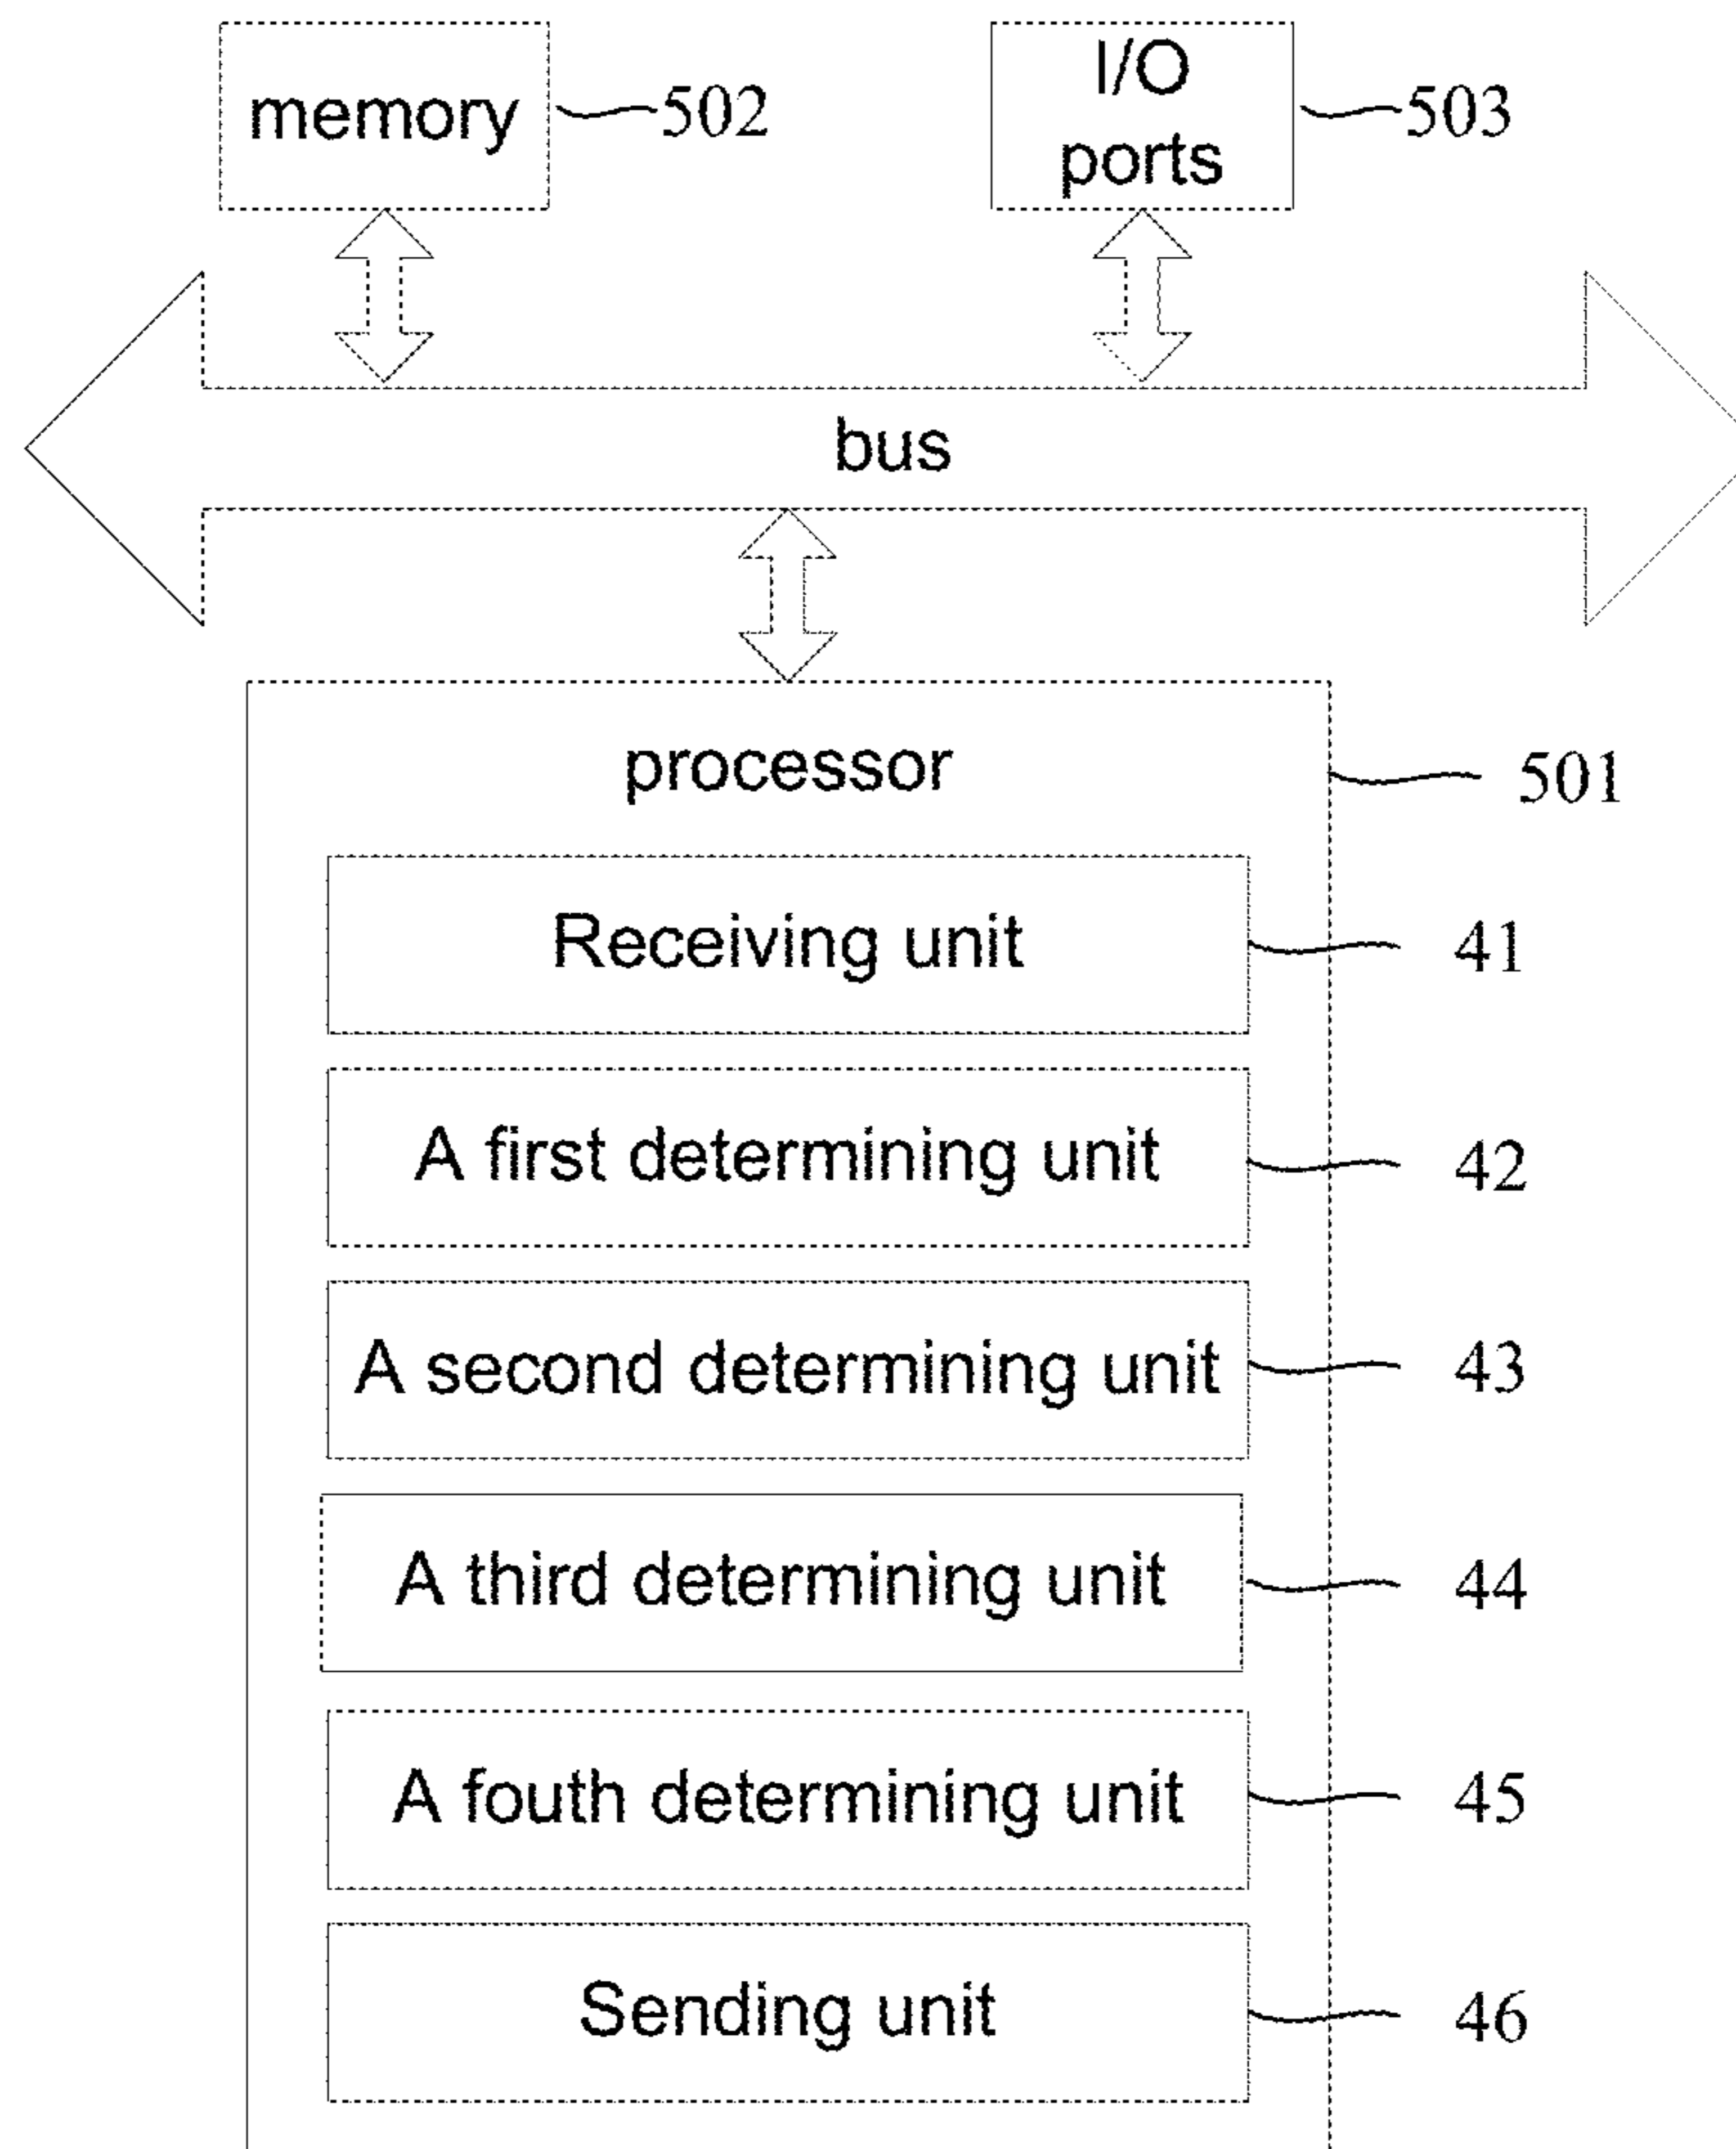 memory 502
I/O
ports 503
bus
processor 501
Receiving unit 41
A first determining unit 42
A second determining unit 43
A third determining unit 44
A fouth determining unit 45
Sending unit 46